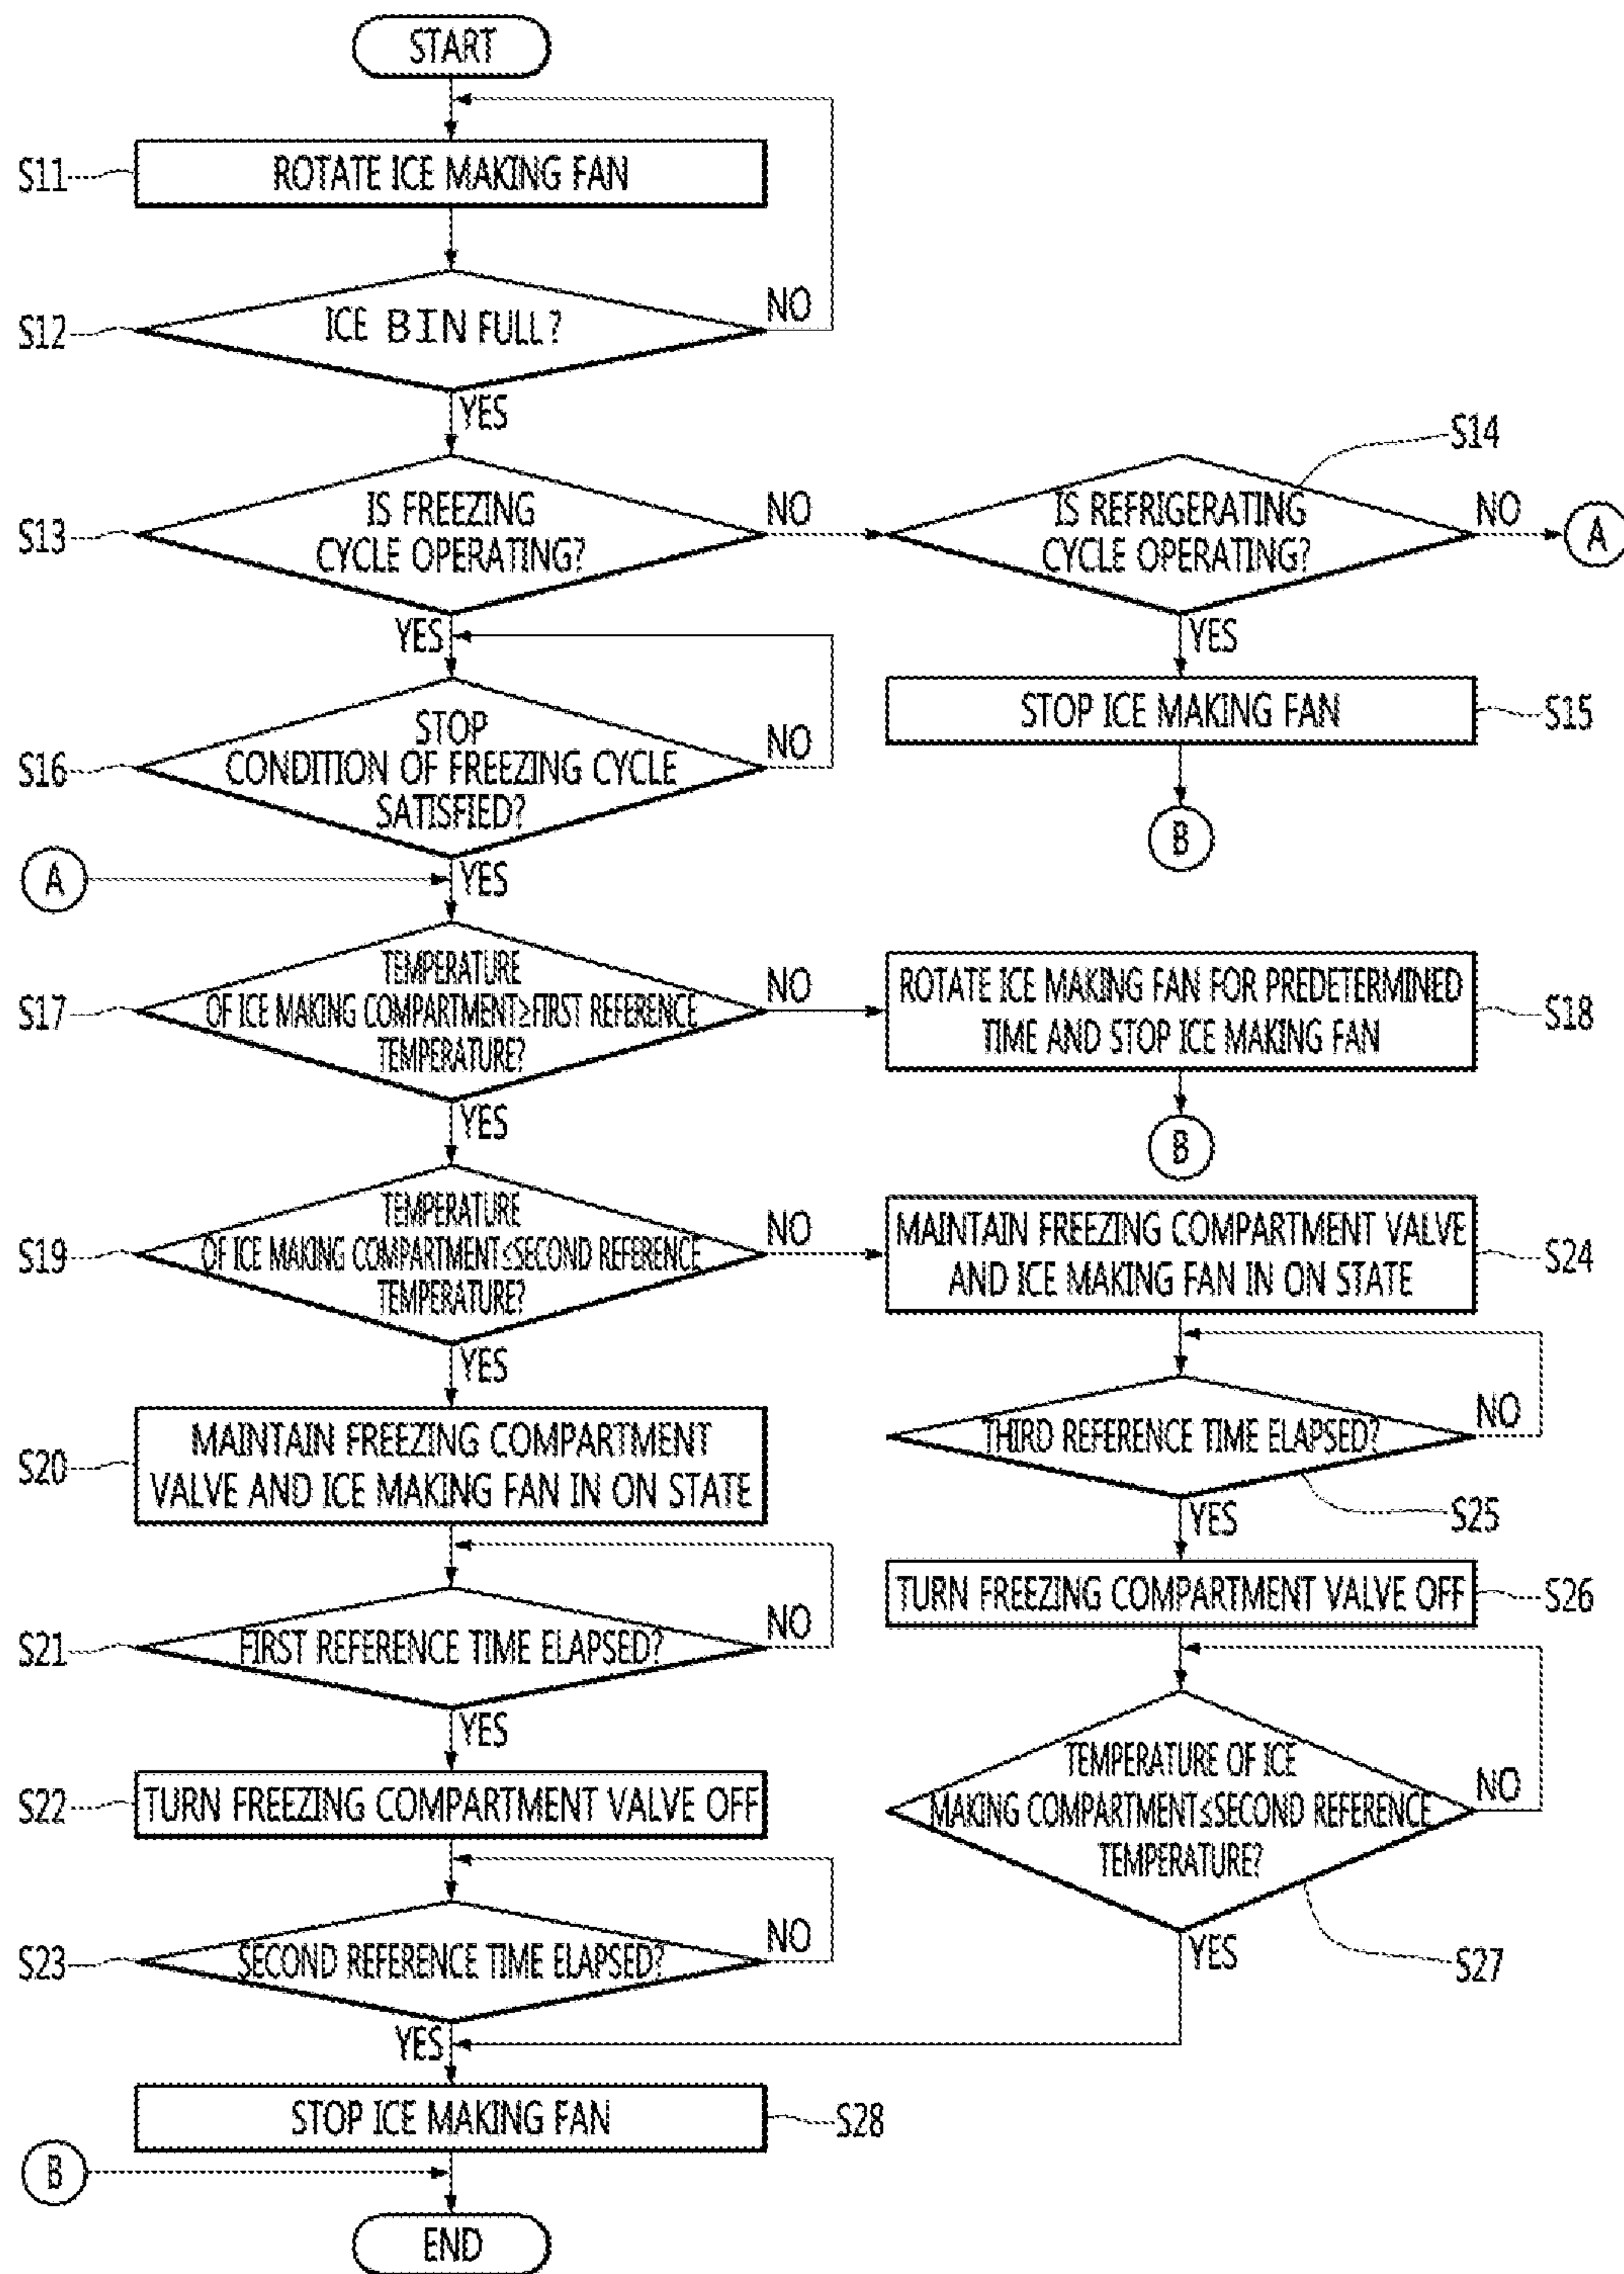 START
S11
ROTATE ICE MAKING FAN
S12
ICE BIN FULL?
NO
YES
S13
IS FREEZING
CYCLE OPERATING?
NO
S14
IS REFRIGERATING
CYCLE OPERATING?
NO
A
YES
YES
S15
STOP ICE MAKING FAN
B
S16
STOP
CONDITION OF FREEZING CYCLE
SATISFIED?
NO
A
YES
S17
TEMPERATURE
OF ICE MAKING COMPARTMENT≥FIRST REFERENCE
TEMPERATURE?
NO
ROTATE ICE MAKING FAN FOR PREDETERMINED
TIME AND STOP ICE MAKING FAN
S18
B
YES
S19
TEMPERATURE
OF ICE MAKING COMPARTMENT≤SECOND REFERENCE
TEMPERATURE?
NO
MAINTAIN FREEZING COMPARTMENT VALVE
AND ICE MAKING FAN IN ON STATE
S24
YES
S20
MAINTAIN FREEZING COMPARTMENT
VALVE AND ICE MAKING FAN IN ON STATE
THIRD REFERENCE TIME ELAPSED?
NO
S25
YES
S21
FIRST REFERENCE TIME ELAPSED?
NO
YES
TURN FREEZING COMPARTMENT VALVE OFF
S26
S22
TURN FREEZING COMPARTMENT VALVE OFF
TEMPERATURE OF ICE
MAKING COMPARTMENT≤SECOND REFERENCE
TEMPERATURE?
NO
S27
YES
S23
SECOND REFERENCE TIME ELAPSED?
NO
YES
STOP ICE MAKING FAN
S28
B
END